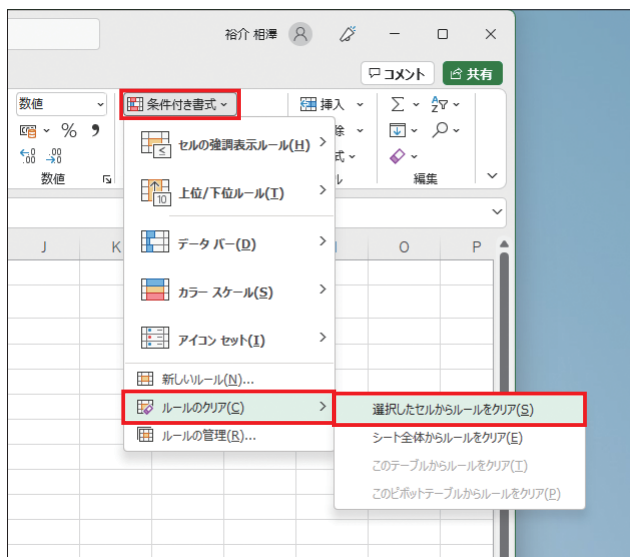 裕介 相澤
コメント
共有
数値
条件付き書式
挿入
%
セルの強調表示ルール(H)
上位/下位ルール(T)
数値
編集
データ バー(D)
J K O P
カラー スケール(S)
アイコン セット(I)
新しいルール(N)...
ルールのクリア(C)
選択したセルからルールをクリア(S)
ルールの管理(R)...
シート全体からルールをクリア(E)
このテーブルからルールをクリア(T)
このピボットテーブルからルールをクリア(P)